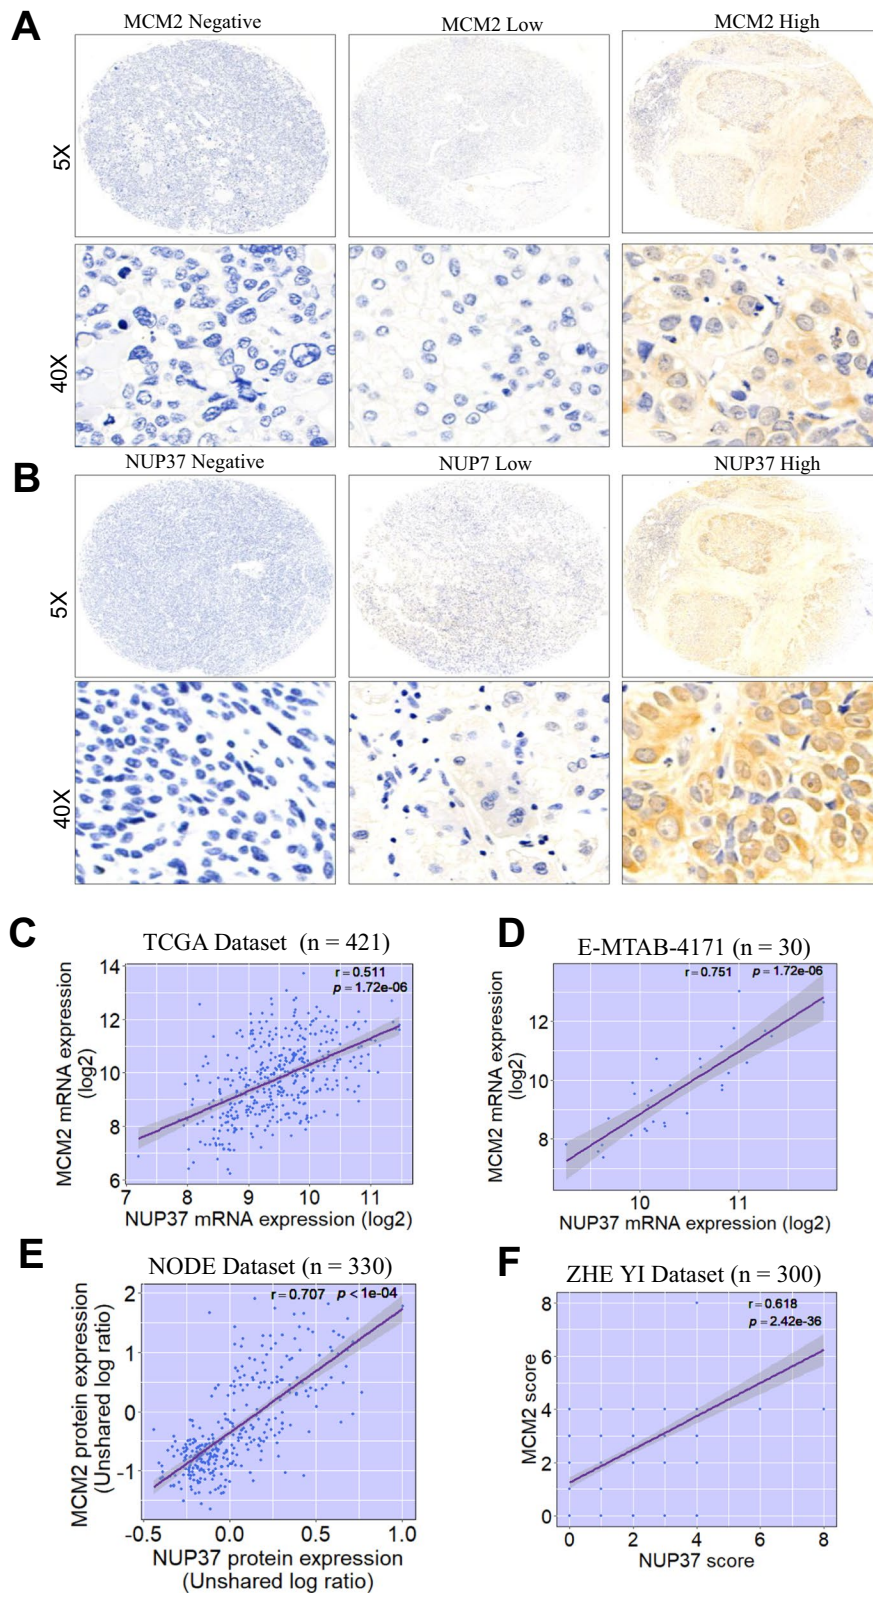 A
MCM2 Negative
MCM2 Low
MCM2 High
5X
40X
B
NUP37 Negative
NUP7 Low
NUP37 High
5X
40X
C
TCGA Dataset (n = 421)
r = 0.511
p = 1.72e-06
MCM2 mRNA expression
(log2)
14
12
10
8
6
7 8 9 10 11
NUP37 mRNA expression (log2)
D
E-MTAB-4171 (n = 30)
r = 0.751 p = 1.72e-06
MCM2 mRNA expression
(log2)
12
10
8
10 11
NUP37 mRNA expression (log2)
E
NODE Dataset (n = 330)
r = 0.707 p < 1e-04
MCM2 protein expression
(Unshared log ratio)
2
1
0
-1
-0.5 0.0 0.5 1.0
NUP37 protein expression
(Unshared log ratio)
F
ZHE YI Dataset (n = 300)
r = 0.618
p = 2.42e-36
MCM2 score
8
6
4
2
0
0 2 4 6 8
NUP37 score